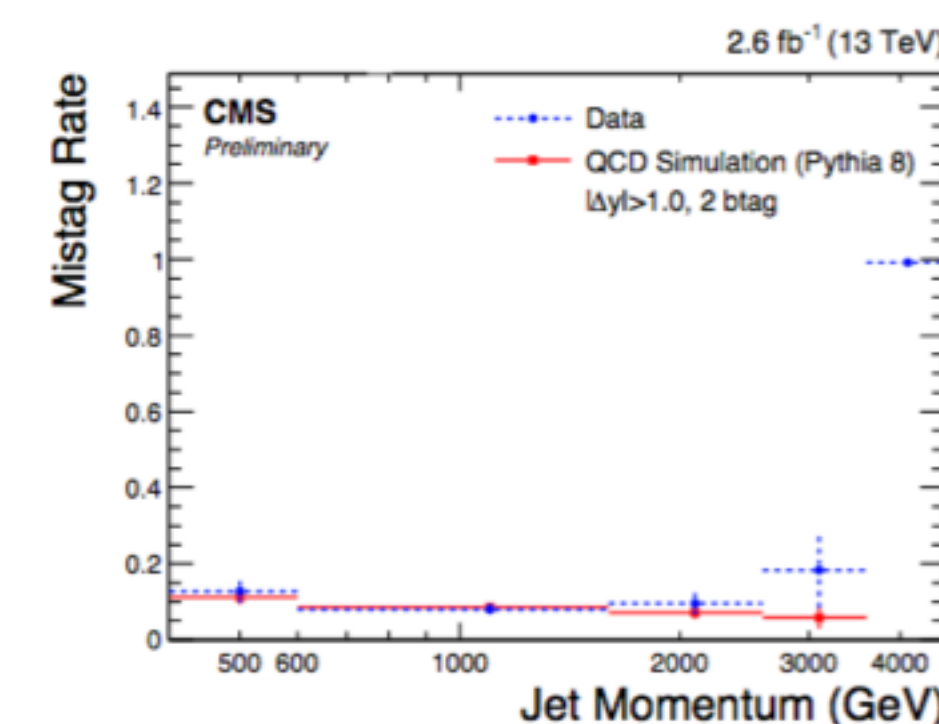 2.6 fb⁻¹ (13 TeV)
CMS
Preliminary
Data
QCD Simulation (Pythia 8)
|Δy|>1.0, 2 btag
Mistag Rate
1.4
1.2
1
0.8
0.6
0.4
0.2
0
500 600 1000 2000 3000 4000
Jet Momentum (GeV)